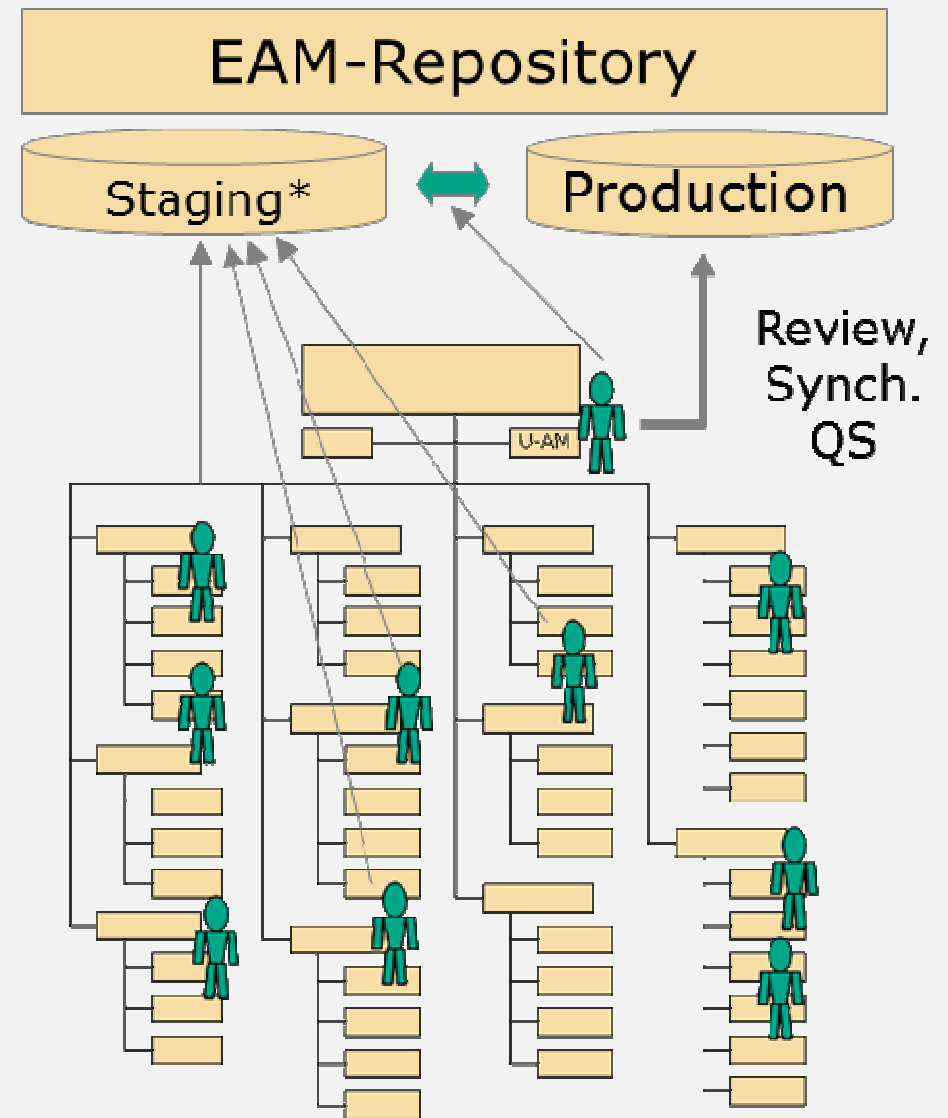 EAM-Repository
Staging*
Production
Review,
Synch.
QS
U-AM